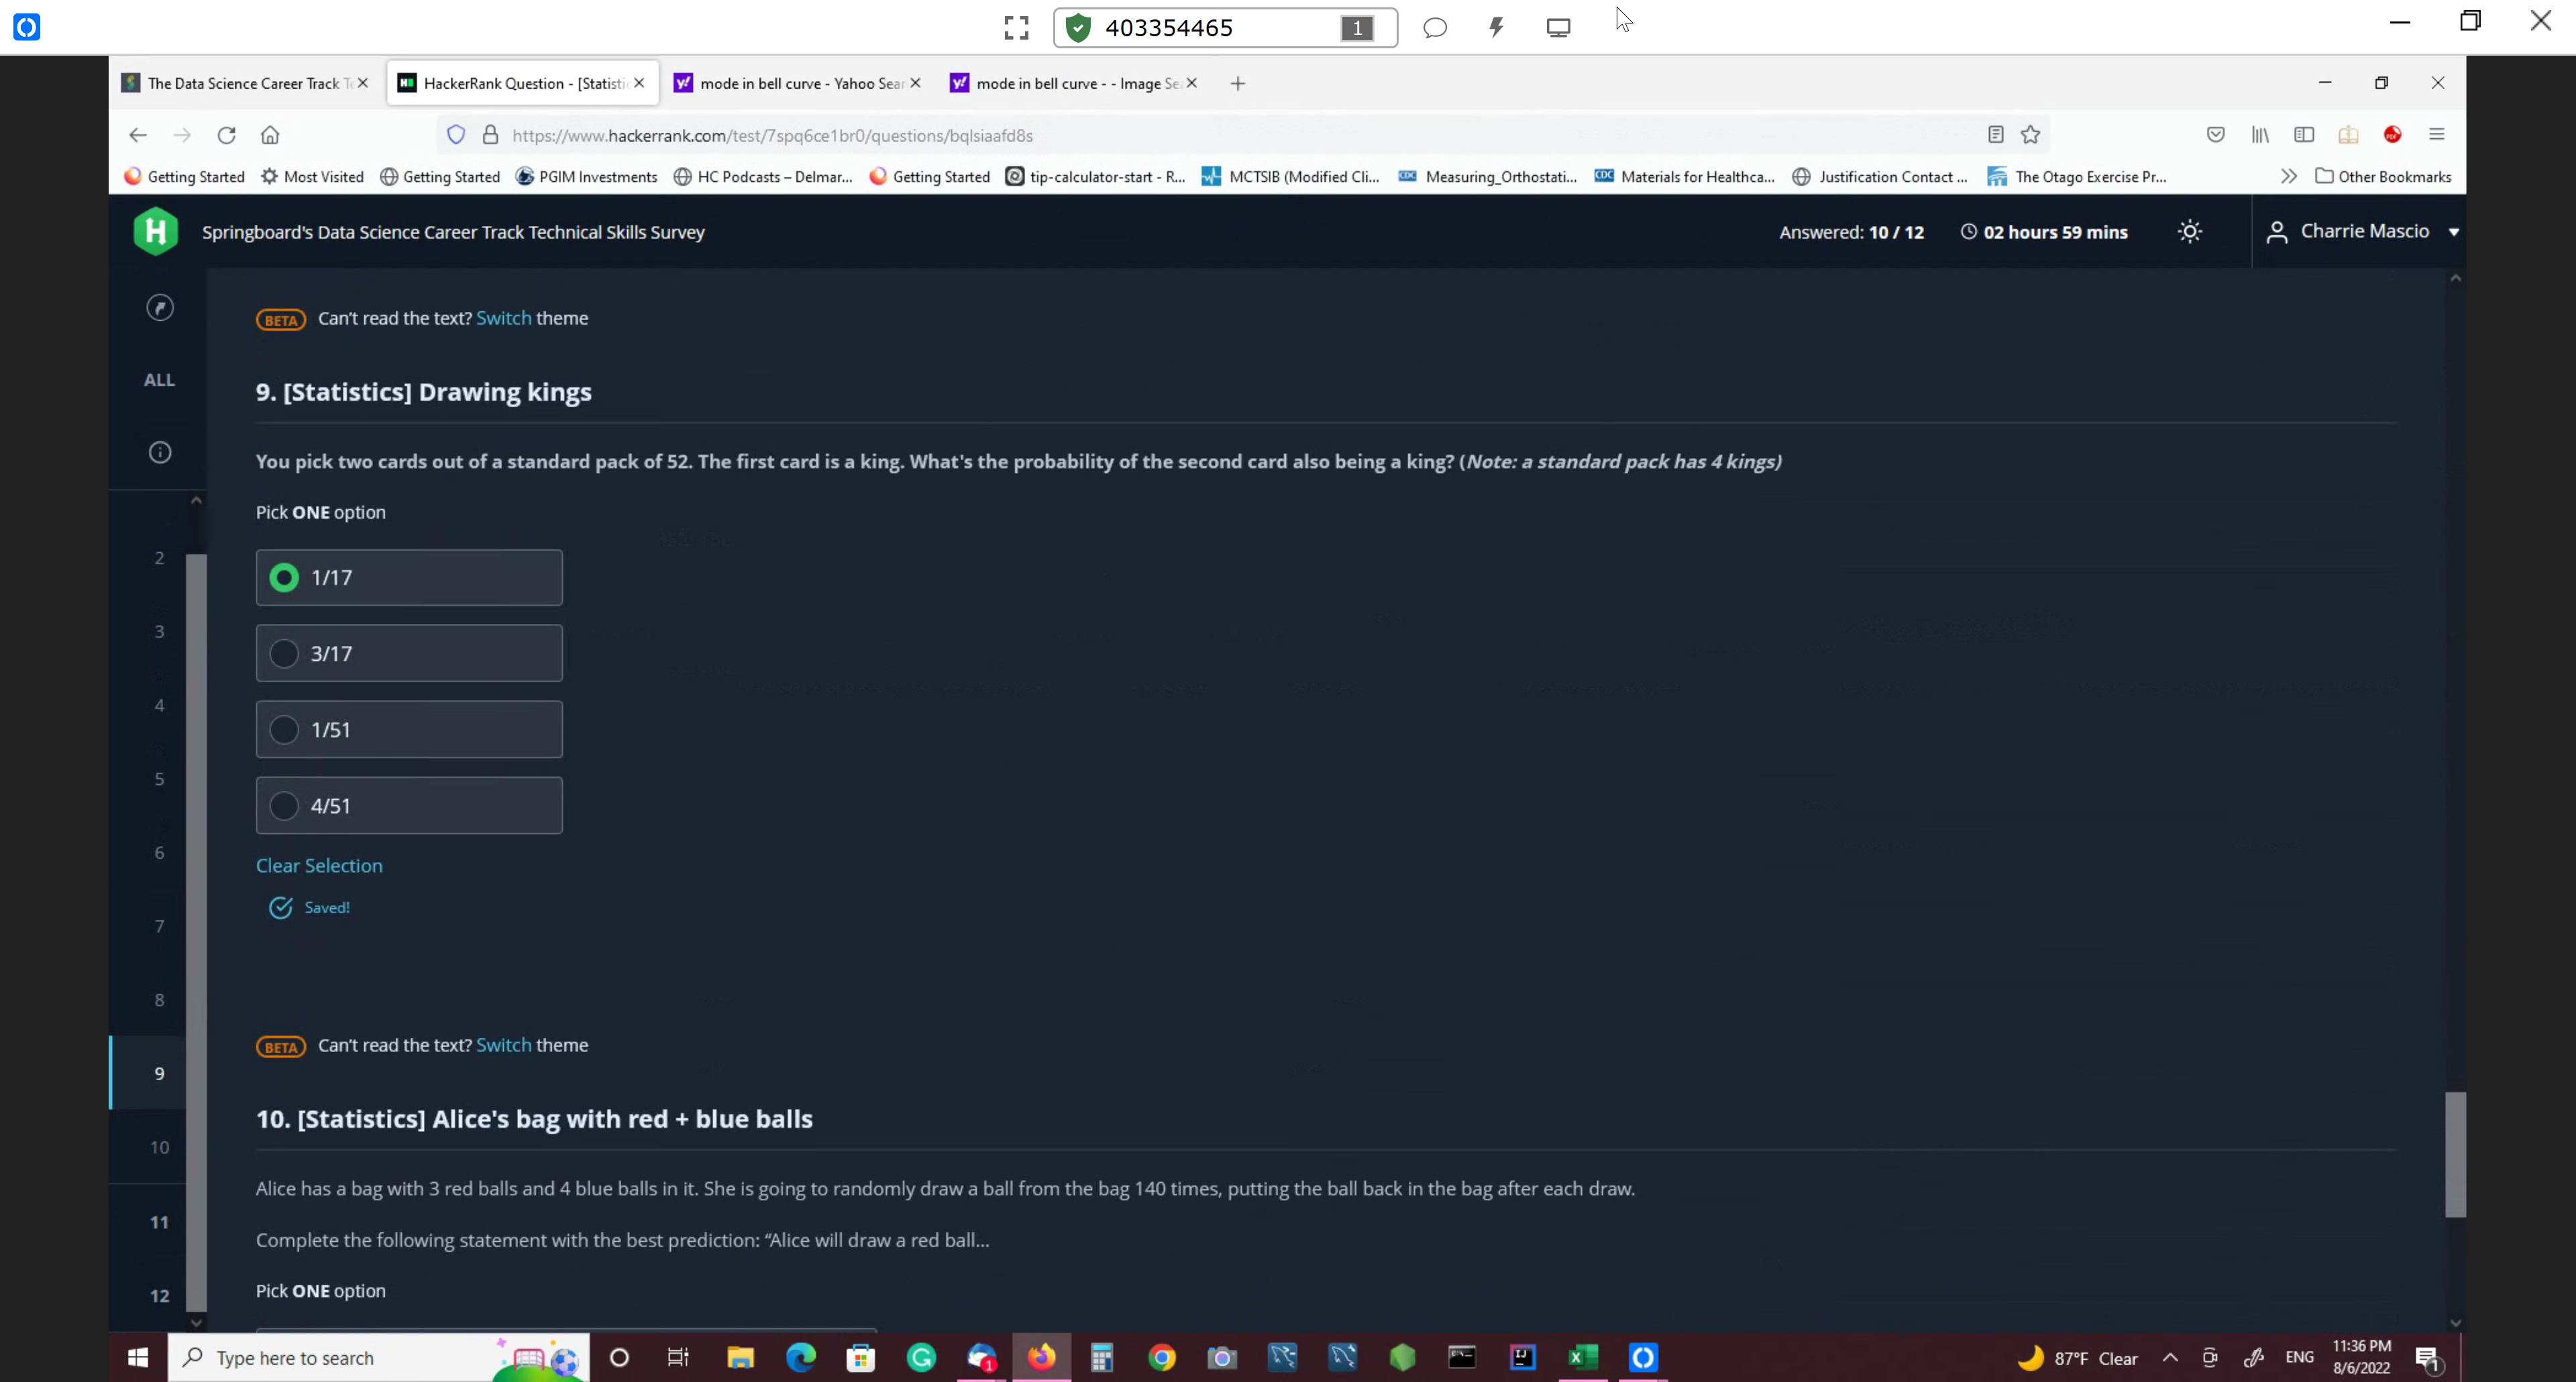 403354465
1
The Data Science Career Track Te
HackerRank Question - [Statisti
mode in bell curve - Yahoo Sear
mode in bell curve - - Image Se
https://www.hackerrank.com/test/7spq6ce1br0/questions/bqlsiaafd8s
Getting Started
Most Visited
Getting Started
PGIM Investments
HC Podcasts – Delmar...
Getting Started
tip-calculator-start - R...
MCTSIB (Modified Cli...
CDC
Measuring_Orthostati...
CDC
Materials for Healthca...
Justification Contact ...
The Otago Exercise Pr...
Other Bookmarks
Springboard's Data Science Career Track Technical Skills Survey
Answered: 10 / 12
02 hours 59 mins
Charrie Mascio
ALL
2
3
4
5
6
7
8
9
10
11
12
BETA Can't read the text? Switch theme
9. [Statistics] Drawing kings
You pick two cards out of a standard pack of 52. The first card is a king. What's the probability of the second card also being a king? (Note: a standard pack has 4 kings)
Pick ONE option
1/17
3/17
1/51
4/51
Clear Selection
Saved!
BETA Can't read the text? Switch theme
10. [Statistics] Alice's bag with red + blue balls
Alice has a bag with 3 red balls and 4 blue balls in it. She is going to randomly draw a ball from the bag 140 times, putting the ball back in the bag after each draw.
Complete the following statement with the best prediction: “Alice will draw a red ball...
Pick ONE option
Type here to search
1
87°F Clear
ENG
11:36 PM
8/6/2022
1